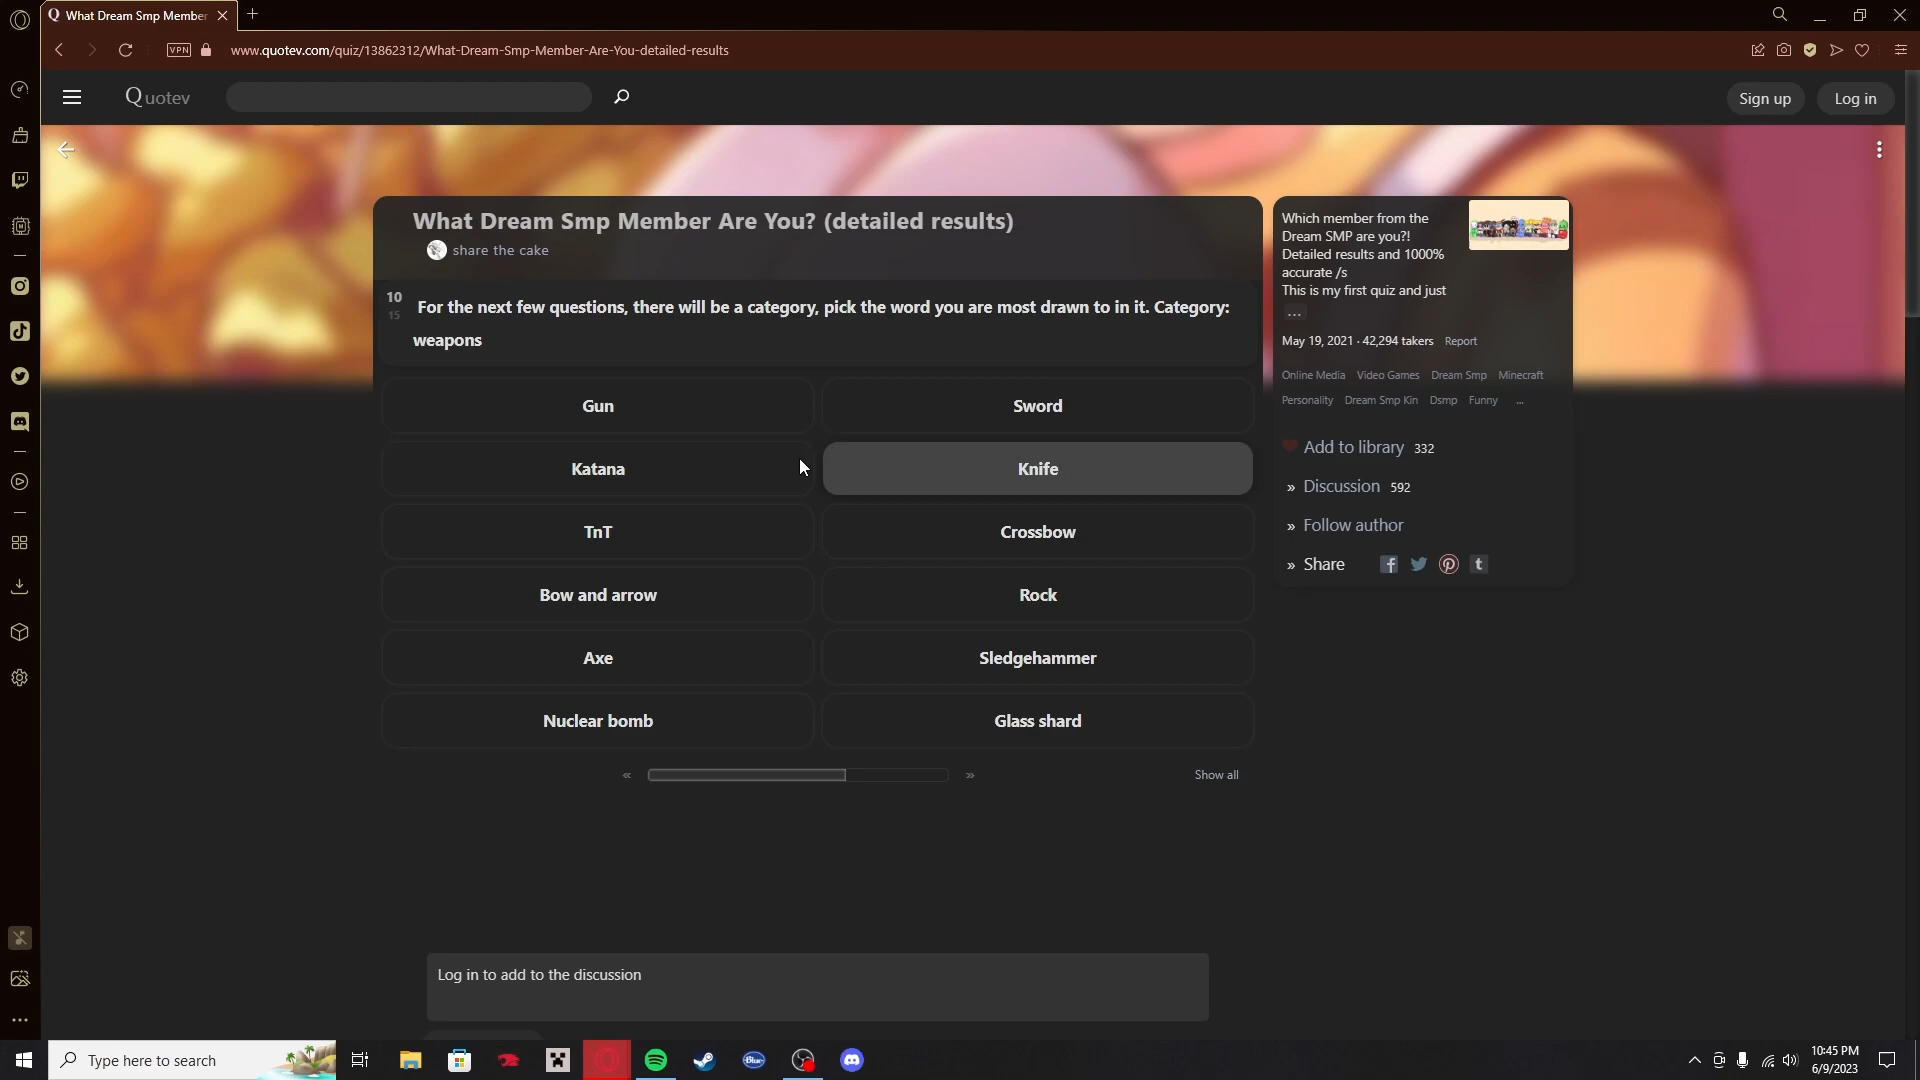 Q What Dream Smp Member
VPN
www.quotev.com/quiz/13862312/What-Dream-Smp-Member-Are-You-detailed-results
Quotev
Sign up
Log in
What Dream Smp Member Are You? (detailed results)
share the cake
10
15
For the next few questions, there will be a category, pick the word you are most drawn to in it. Category:
weapons
Gun
Sword
Katana
Knife
TnT
Crossbow
Bow and arrow
Rock
Axe
Sledgehammer
Nuclear bomb
Glass shard
«
»
Show all
Which member from the
Dream SMP are you?!
Detailed results and 1000%
accurate /s
This is my first quiz and just
...
May 19, 2021 · 42,294 takers Report
Online Media Video Games Dream Smp Minecraft
Personality Dream Smp Kin Dsmp Funny ...
Add to library 332
» Discussion 592
» Follow author
» Share
Log in to add to the discussion
Type here to search
Blue
10:45 PM
6/9/2023